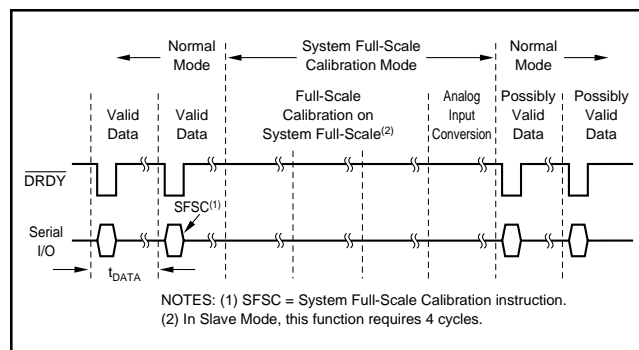 Normal
Mode
System Full-Scale
Calibration Mode
Normal
Mode
Valid
Data
Valid
Data
Full-Scale
Calibration on
System Full-Scale(2)
Analog
Input
Conversion
Possibly
Valid
Data
Possibly
Valid
Data
DRDY
SFSC(1)
Serial
I/O
tDATA
NOTES: (1) SFSC = System Full-Scale Calibration instruction.
(2) In Slave Mode, this function requires 4 cycles.